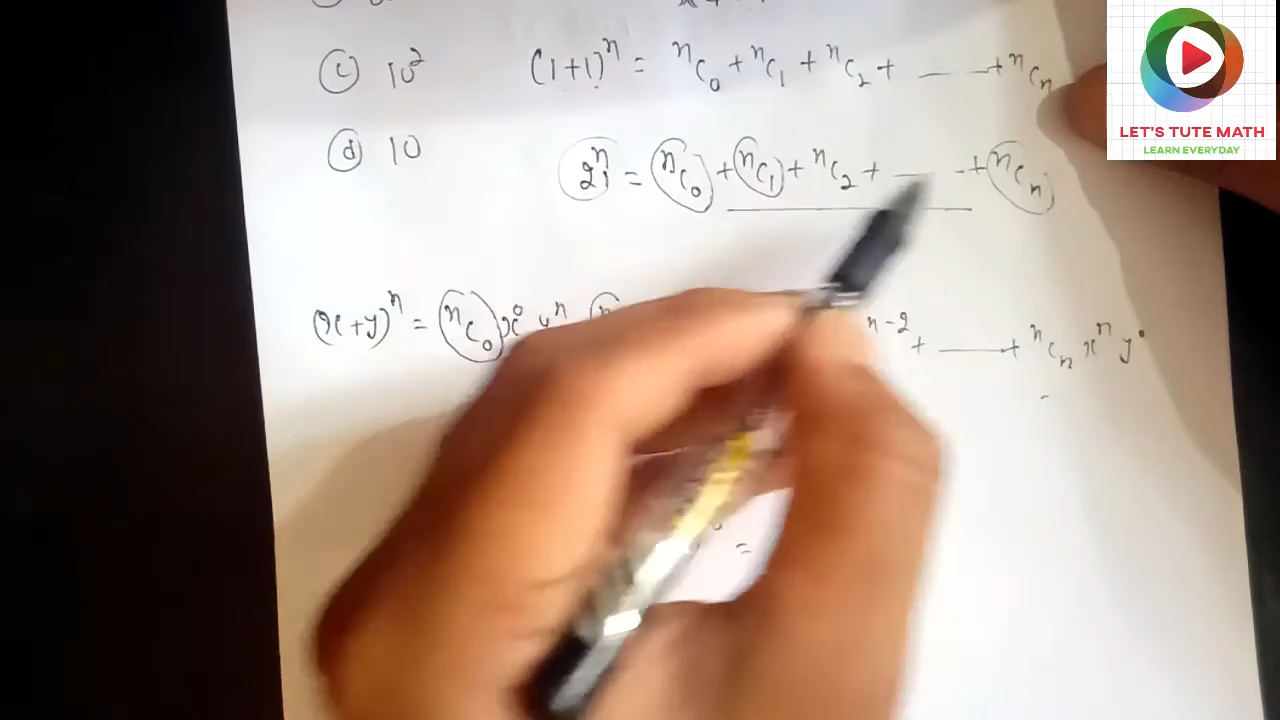 (c) 10² (1+1)ⁿ = ⁿC₀ + ⁿC₁ + ⁿC₂ + — — + ⁿCₙ
(d) 10
2ⁿ = ⁿC₀ + ⁿC₁ + ⁿC₂ + — - + ⁿCₙ
(x+y)ⁿ = ⁿC₀ x⁰ yⁿ n-2 + —— + ⁿCₙ xⁿ y⁰
=
LET'S TUTE MATH
LEARN EVERYDAY